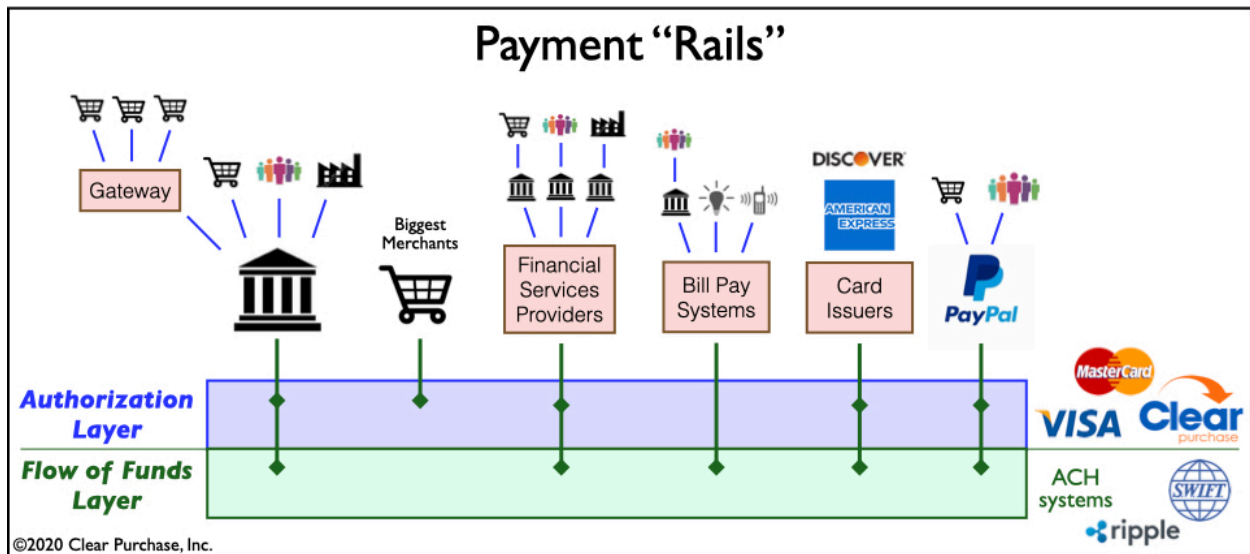 Payment “Rails”
Gateway
Biggest
Merchants
Financial
Services
Providers
Bill Pay
Systems
DISCOVER
AMERICAN
EXPRESS
Card
Issuers
PayPal
Authorization
Layer
MasterCard
VISA
Clear
purchase
Flow of Funds
Layer
ACH
systems
SWIFT
ripple
©2020 Clear Purchase, Inc.